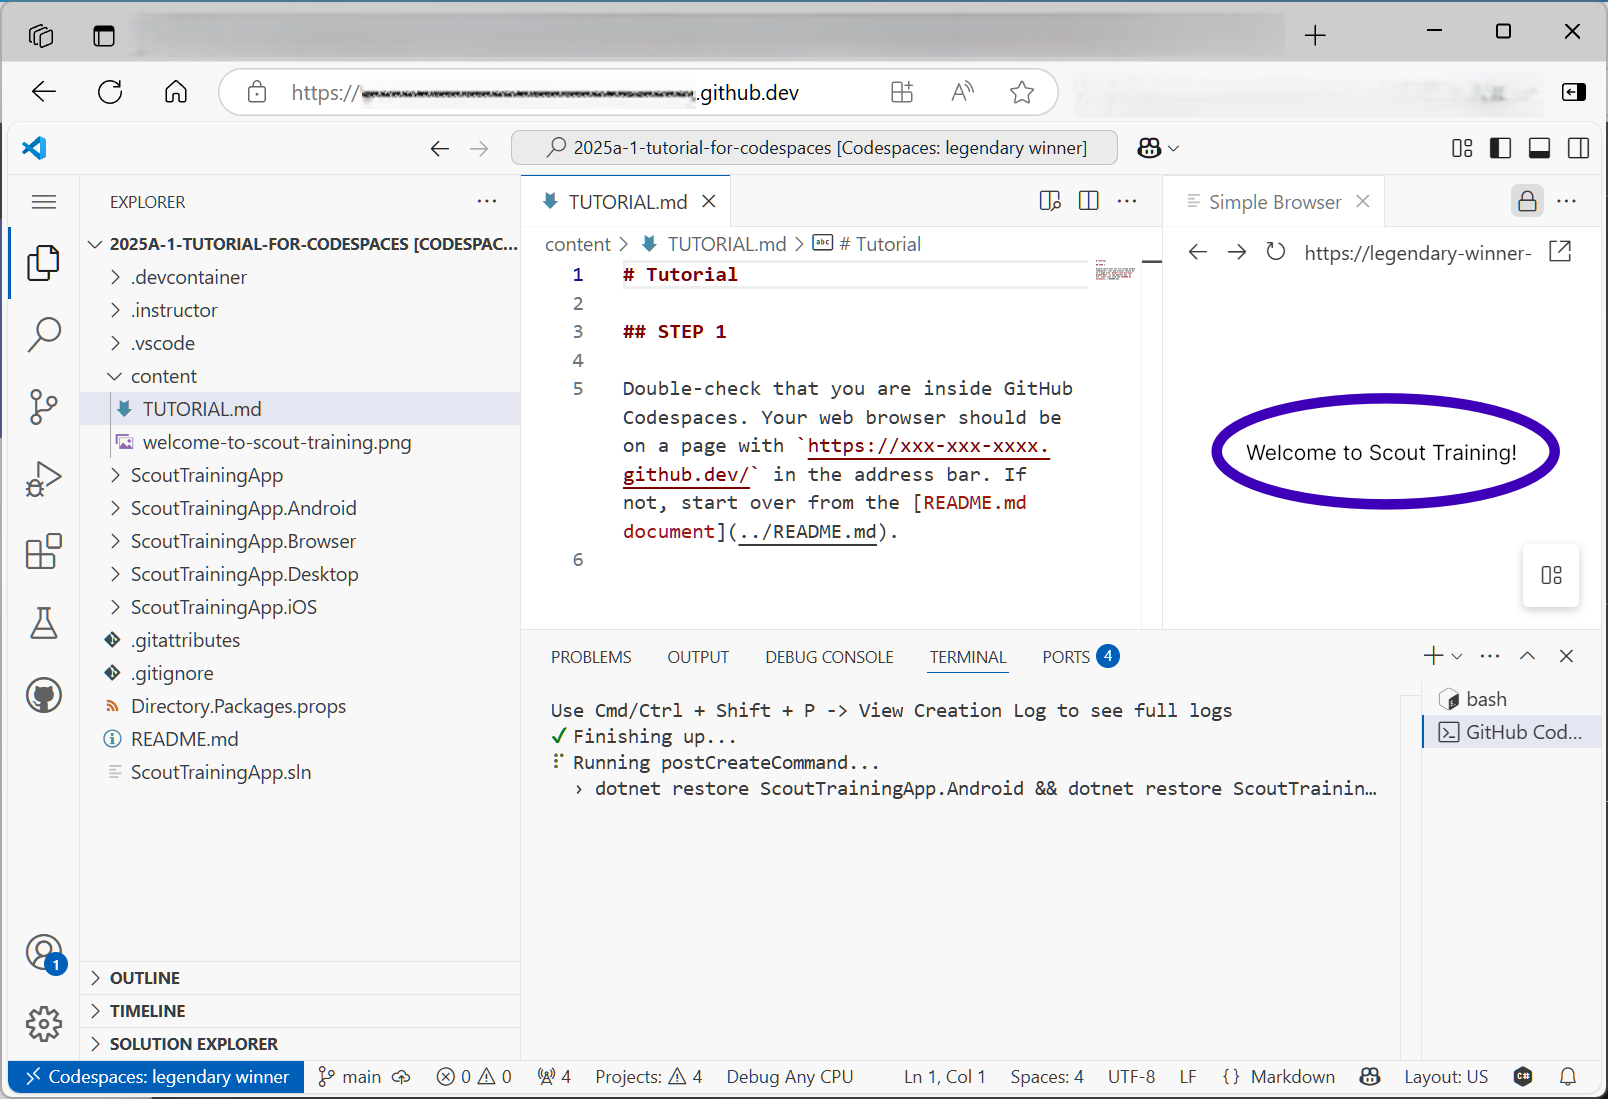 https://
.github.dev
2025a-1-tutorial-for-codespaces [Codespaces: legendary winner]
EXPLORER
2025A-1-TUTORIAL-FOR-CODESPACES [CODESPAC...
.devcontainer
.instructor
.vscode
content
TUTORIAL.md
welcome-to-scout-training.png
ScoutTrainingApp
ScoutTrainingApp.Android
ScoutTrainingApp.Browser
ScoutTrainingApp.Desktop
ScoutTrainingApp.iOS
.gitattributes
.gitignore
Directory.Packages.props
README.md
ScoutTrainingApp.sln
OUTLINE
TIMELINE
SOLUTION EXPLORER
1
TUTORIAL.md
content > TUTORIAL.md > abc # Tutorial
1 # Tutorial
2
3 ## STEP 1
4
5 Double-check that you are inside GitHub
Codespaces. Your web browser should be
on a page with `https://xxx-xxx-xxxx.
github.dev/` in the address bar. If
not, start over from the [README.md
document](../README.md).
6
Simple Browser
https://legendary-winner-
Welcome to Scout Training!
PROBLEMS OUTPUT DEBUG CONSOLE TERMINAL PORTS 4
Use Cmd/Ctrl + Shift + P -> View Creation Log to see full logs
✓ Finishing up...
⠏ Running postCreateCommand...
› dotnet restore ScoutTrainingApp.Android && dotnet restore ScoutTrainin…
bash
GitHub Cod...
Codespaces: legendary winner main 0 0 4 Projects: 4 Debug Any CPU Ln 1, Col 1 Spaces: 4 UTF-8 LF {} Markdown Layout: US C#